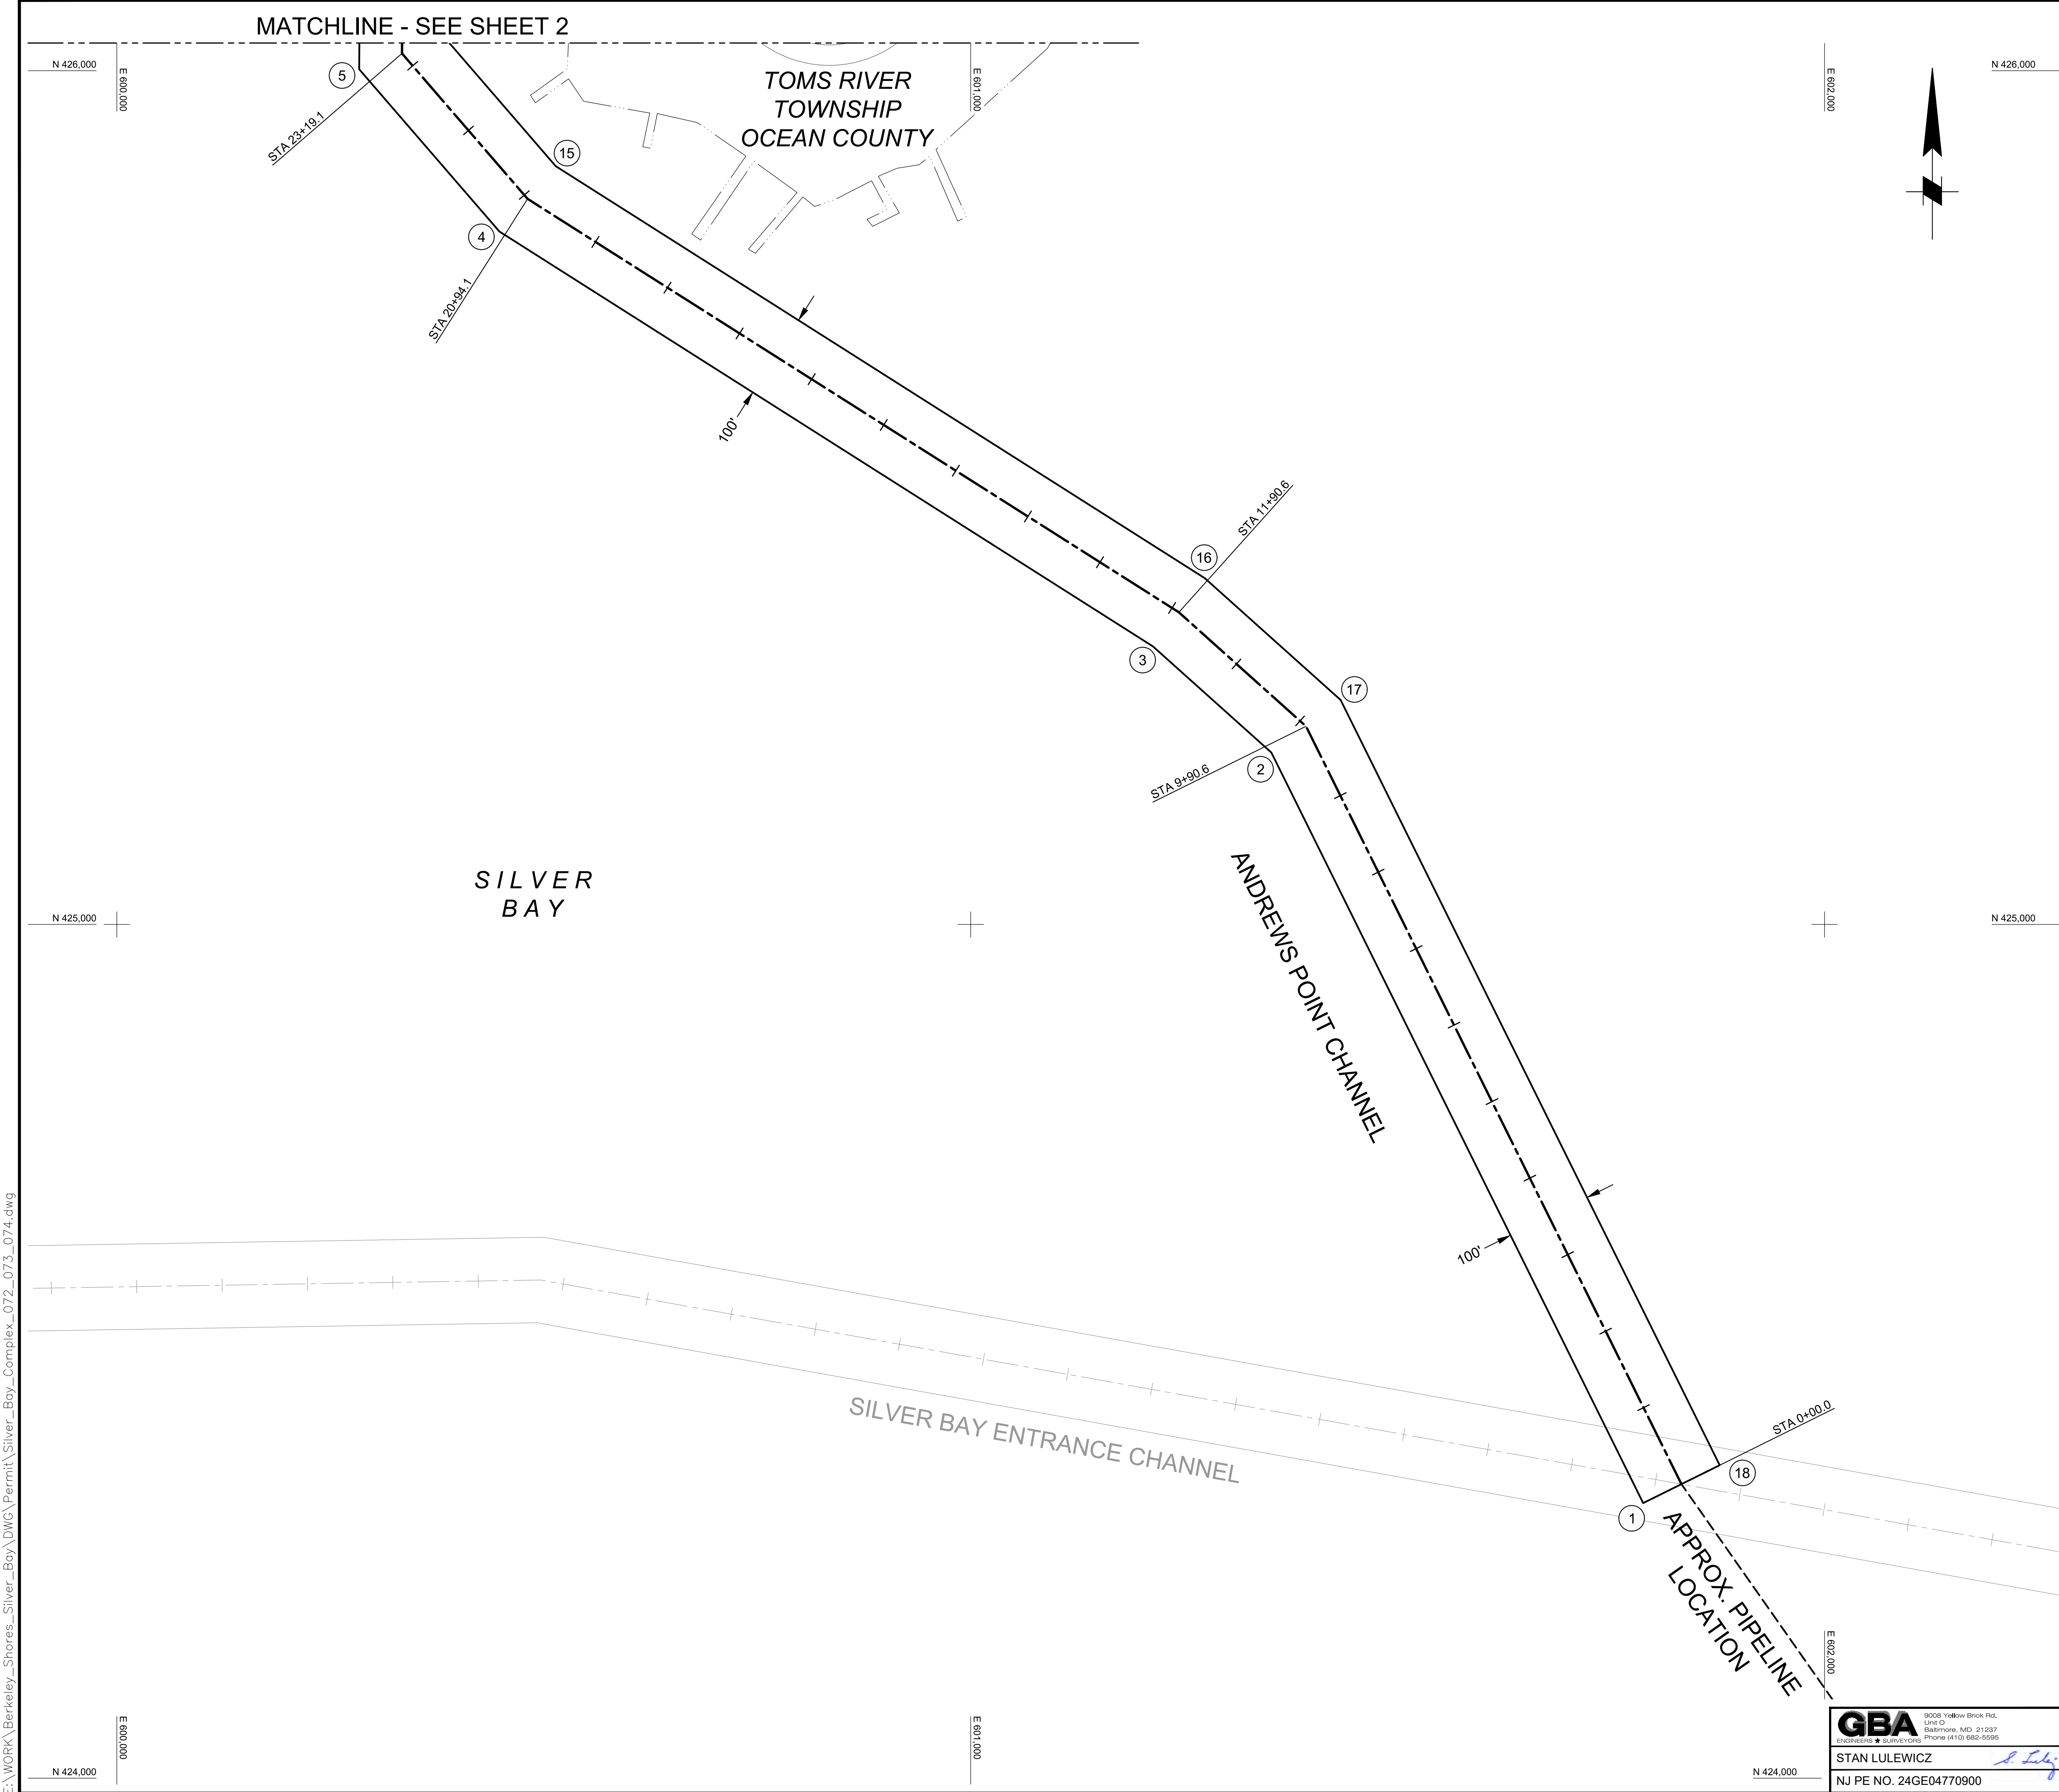 MATCHLINE - SEE SHEET 2
N 426,000
E 600,000
E 601,000
E 602,000
N 426,000
TOMS RIVER
TOWNSHIP
OCEAN COUNTY
5
STA 23+19.1
15
4
STA 20+94.1
100'
STA 11+90.6
16
3
17
STA 9+90.6
2
SILVER
BAY
ANDREWS POINT CHANNEL
N 425,000
N 425,000
100'
SILVER BAY ENTRANCE CHANNEL
STA 0+00.0
18
1
APPROX. PIPELINE
LOCATION
E 602,000
E 600,000
E 601,000
N 424,000
N 424,000
GBA
ENGINEERS ★ SURVEYORS
9008 Yellow Brick Rd.
Unit O
Baltimore, MD 21237
Phone (410) 682-5595
STAN LULEWICZ
NJ PE NO. 24GE04770900
E:\WORK\Berkeley_Shores_Silver_Bay\DWG\Permit\Silver_Bay_Complex_072_073_074.dwg